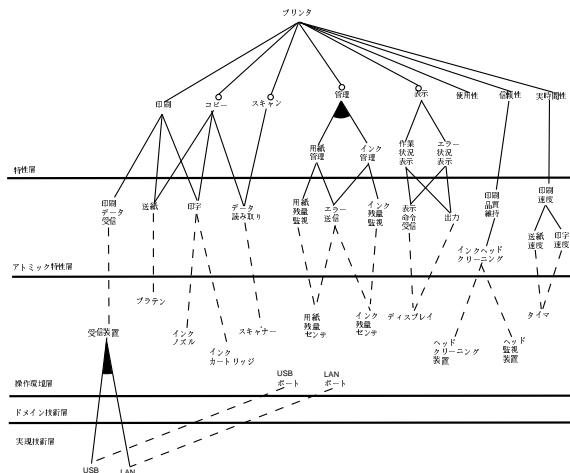 プリンタ
印刷
コピー
スキャン
管理
表示
使用性
信頼性
実時間性
用紙
管理
インク
管理
作業
状況
表示
エラー
状況
表示
特性層
印刷
データ
受信
送紙
印字
データ
読み取り
用紙
残量
監視
エラー
送信
インク
残量
監視
表示
命令
受信
出力
印刷
品質
維持
印刷
速度
送紙
速度
印字
速度
インクヘッド
クリーニング
アトミック特性層
プラテン
受信装置
インク
ノズル
インク
カートリッジ
スキャナー
用紙
残量
センサ
インク
残量
センサ
ディスプレイ
ヘッド
クリーニング
装置
ヘッド
監視
装置
タイマ
USB
ポート
LAN
ポート
操作環境層
ドメイン技術層
実現技術層
USB
LAN